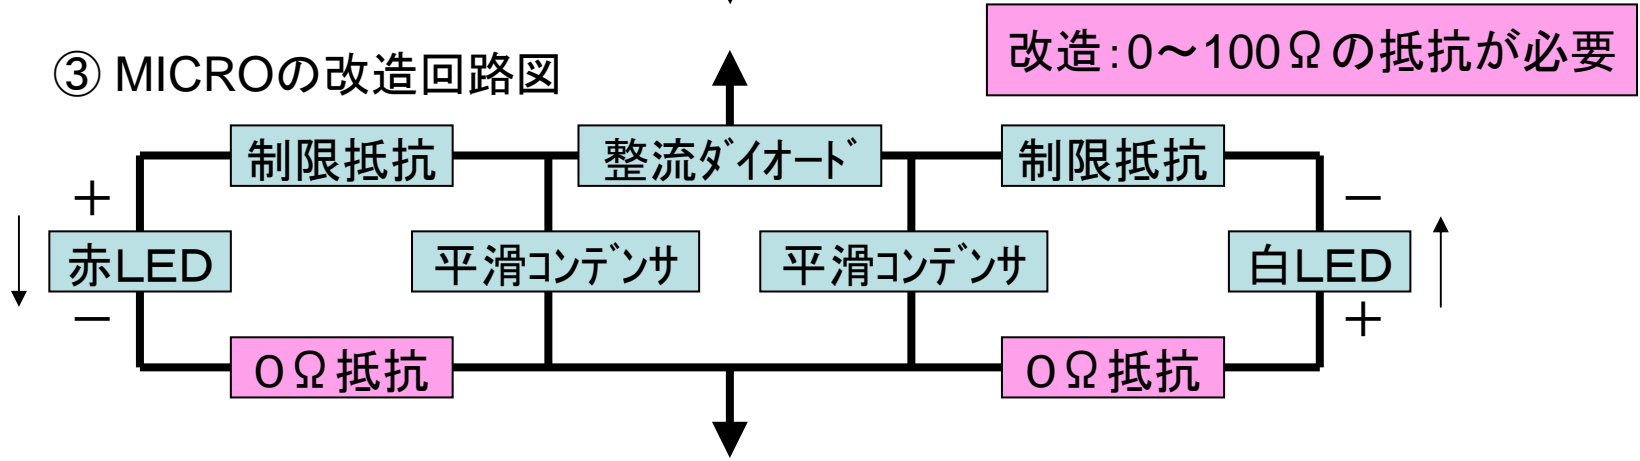 改造:0～100Ωの抵抗が必要
③ MICROの改造回路図
制限抵抗 整流ﾀﾞｲｵｰﾄﾞ 制限抵抗
＋ －
赤LED 平滑ｺﾝﾃﾞﾝｻ 平滑ｺﾝﾃﾞﾝｻ 白LED
－ ＋
0Ω抵抗 0Ω抵抗